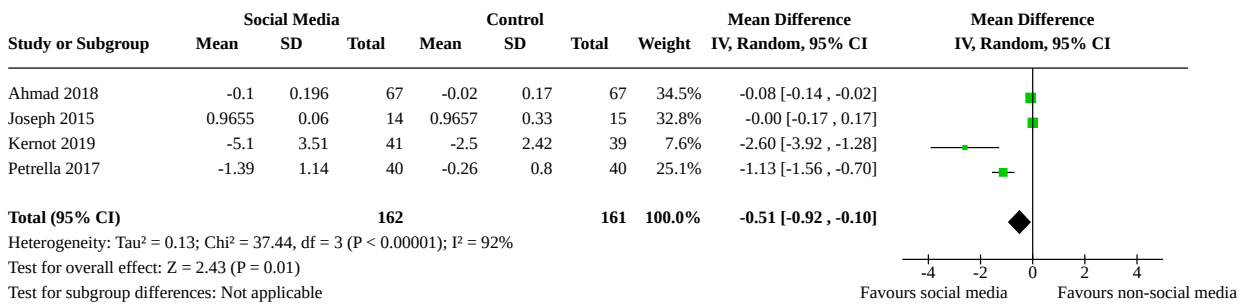 Social Media Control Mean Difference Mean Difference
Study or Subgroup Mean SD Total Mean SD Total Weight IV, Random, 95% CI IV, Random, 95% CI
Ahmad 2018 -0.1 0.196 67 -0.02 0.17 67 34.5% -0.08 [-0.14 , -0.02]
Joseph 2015 0.9655 0.06 14 0.9657 0.33 15 32.8% -0.00 [-0.17 , 0.17]
Kernot 2019 -5.1 3.51 41 -2.5 2.42 39 7.6% -2.60 [-3.92 , -1.28]
Petrella 2017 -1.39 1.14 40 -0.26 0.8 40 25.1% -1.13 [-1.56 , -0.70]
Total (95% CI) 162 161 100.0% -0.51 [-0.92 , -0.10]
Heterogeneity: Tau² = 0.13; Chi² = 37.44, df = 3 (P < 0.00001); I² = 92%
Test for overall effect: Z = 2.43 (P = 0.01) -4 -2 0 2 4
Test for subgroup differences: Not applicable Favours social media Favours non-social media